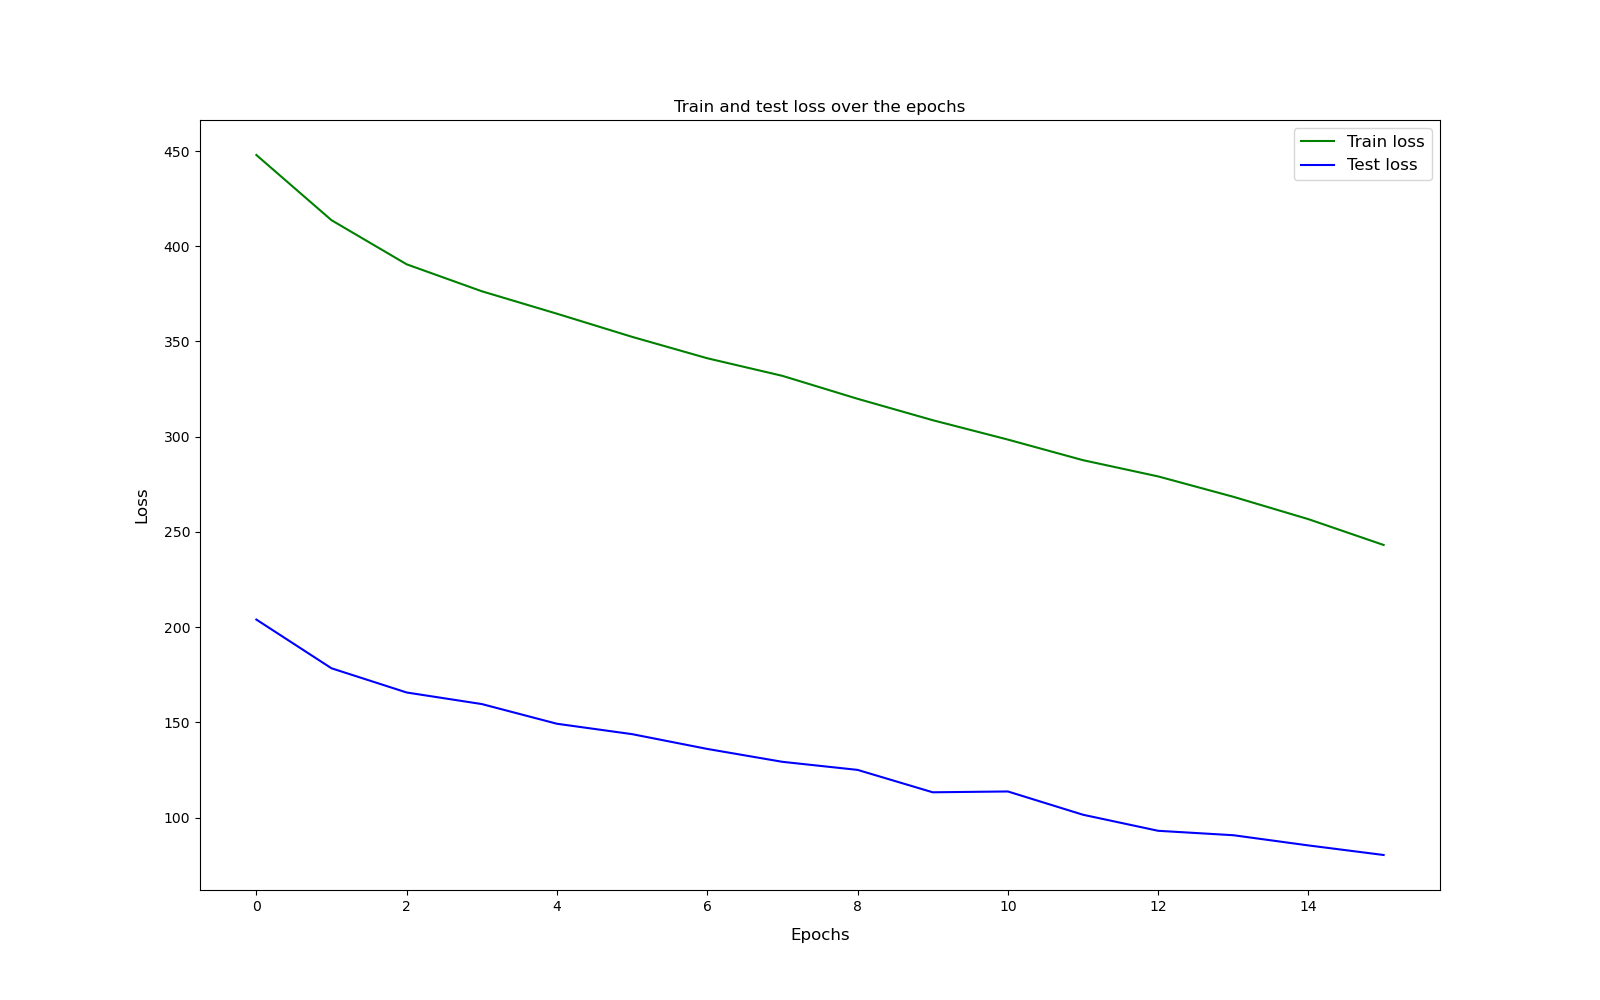 Train and test loss over the epochs
Train loss
Test loss
450
400
350
300
250
200
150
100
Loss
0 2 4 6 8 10 12 14
Epochs